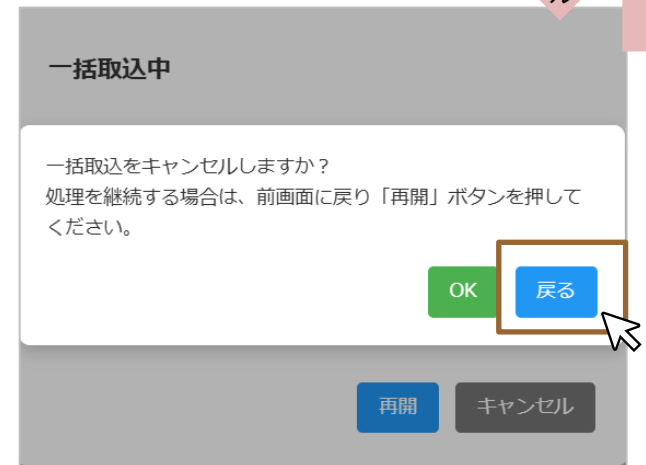 一括取込中
一括取込をキャンセルしますか？
処理を継続する場合は、前画面に戻り「再開」ボタンを押して
ください。
OK
戻る
再開
キャンセル